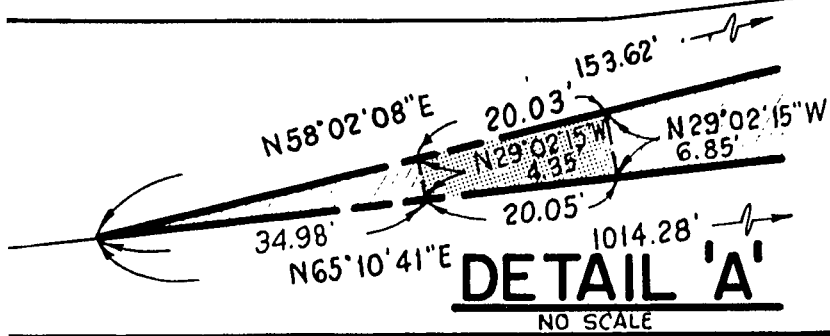 153.62'
20.03'
N58°02'08"E
N29°02'15"W
4.35'
N29°02'15"W
6.85'
20.05'
34.98'
1014.28'
N65°10'41"E
DETAIL 'A'
NO SCALE